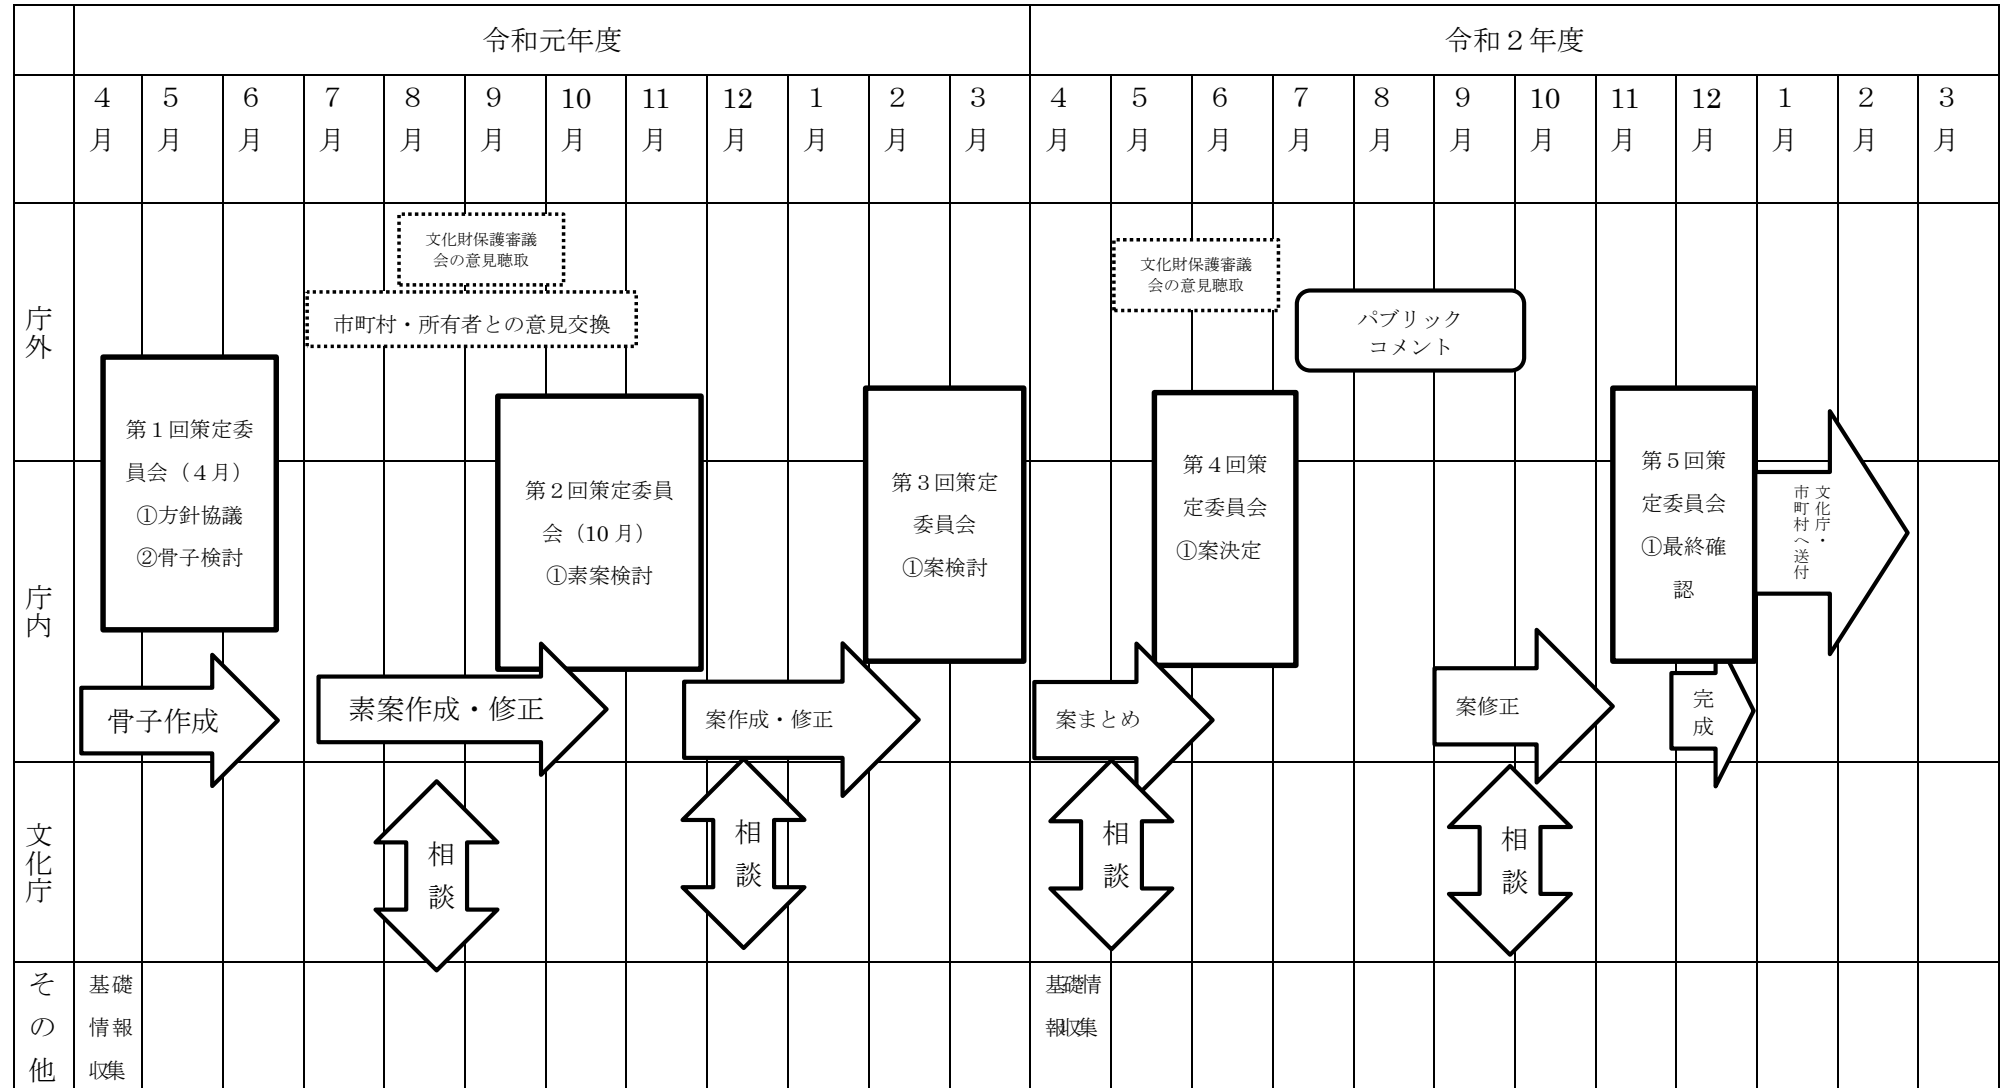 令和元年度
令和２年度
４
月
５
月
６
月
７
月
８
月
９
月
10
月
11
月
12
月
１
月
２
月
３
月
４
月
５
月
６
月
７
月
８
月
９
月
10
月
11
月
12
月
１
月
２
月
３
月
庁外
文化財保護審議
会の意見聴取
市町村・所有者との意見交換
文化財保護審議
会の意見聴取
パブリック
コメント
第１回策定委
員会（４月）
①方針協議
②骨子検討
第２回策定委員
会（10 月）
①素案検討
第３回策定
委員会
①案検討
第４回策
定委員会
①案決定
第５回策
定委員会
①最終確
認
文化庁・
市町村へ送付
庁内
骨子作成
素案作成・修正
案作成・修正
案まとめ
案修正
完
成
文化庁
相
談
相
談
相
談
相
談
その他
基礎
情報
収集
基礎情
報収集